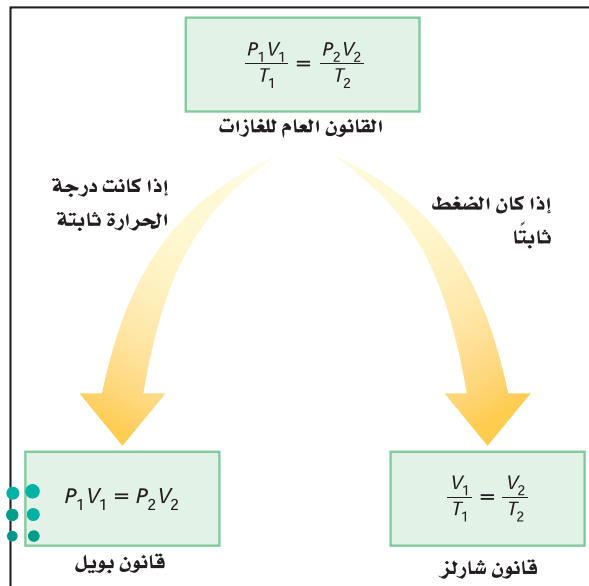 P₁V₁/T₁ = P₂V₂/T₂
القانون العام للغازات
إذا كان الضغط
ثابتًا
إذا كانت درجة
الحرارة ثابتة
V₁/T₁ = V₂/T₂
قانون شارلز
P₁V₁ = P₂V₂
قانون بويل